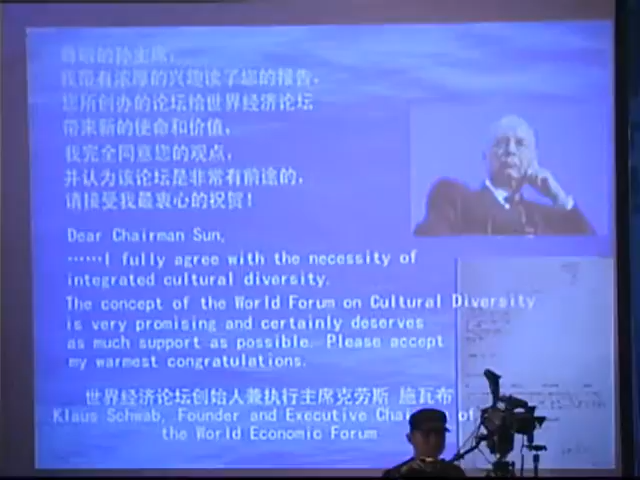 尊敬的孙主席：
我带有浓厚的兴趣读了您的报告，
您所创办的论坛给世界经济论坛
带来新的使命和价值，
我完全同意您的观点，
并认为该论坛是非常有前途的，
请接受我最衷心的祝贺！
Dear Chairman Sun,
……I fully agree with the necessity of
integrated cultural diversity.
The concept of the World Forum on Cultural Diversity
is very promising and certainly deserves
as much support as possible. Please accept
my warmest congratulations.
世界经济论坛创始人兼执行主席克劳斯 施瓦布
Klaus Schwab, Founder and Executive Chai of
the World Economic Forum